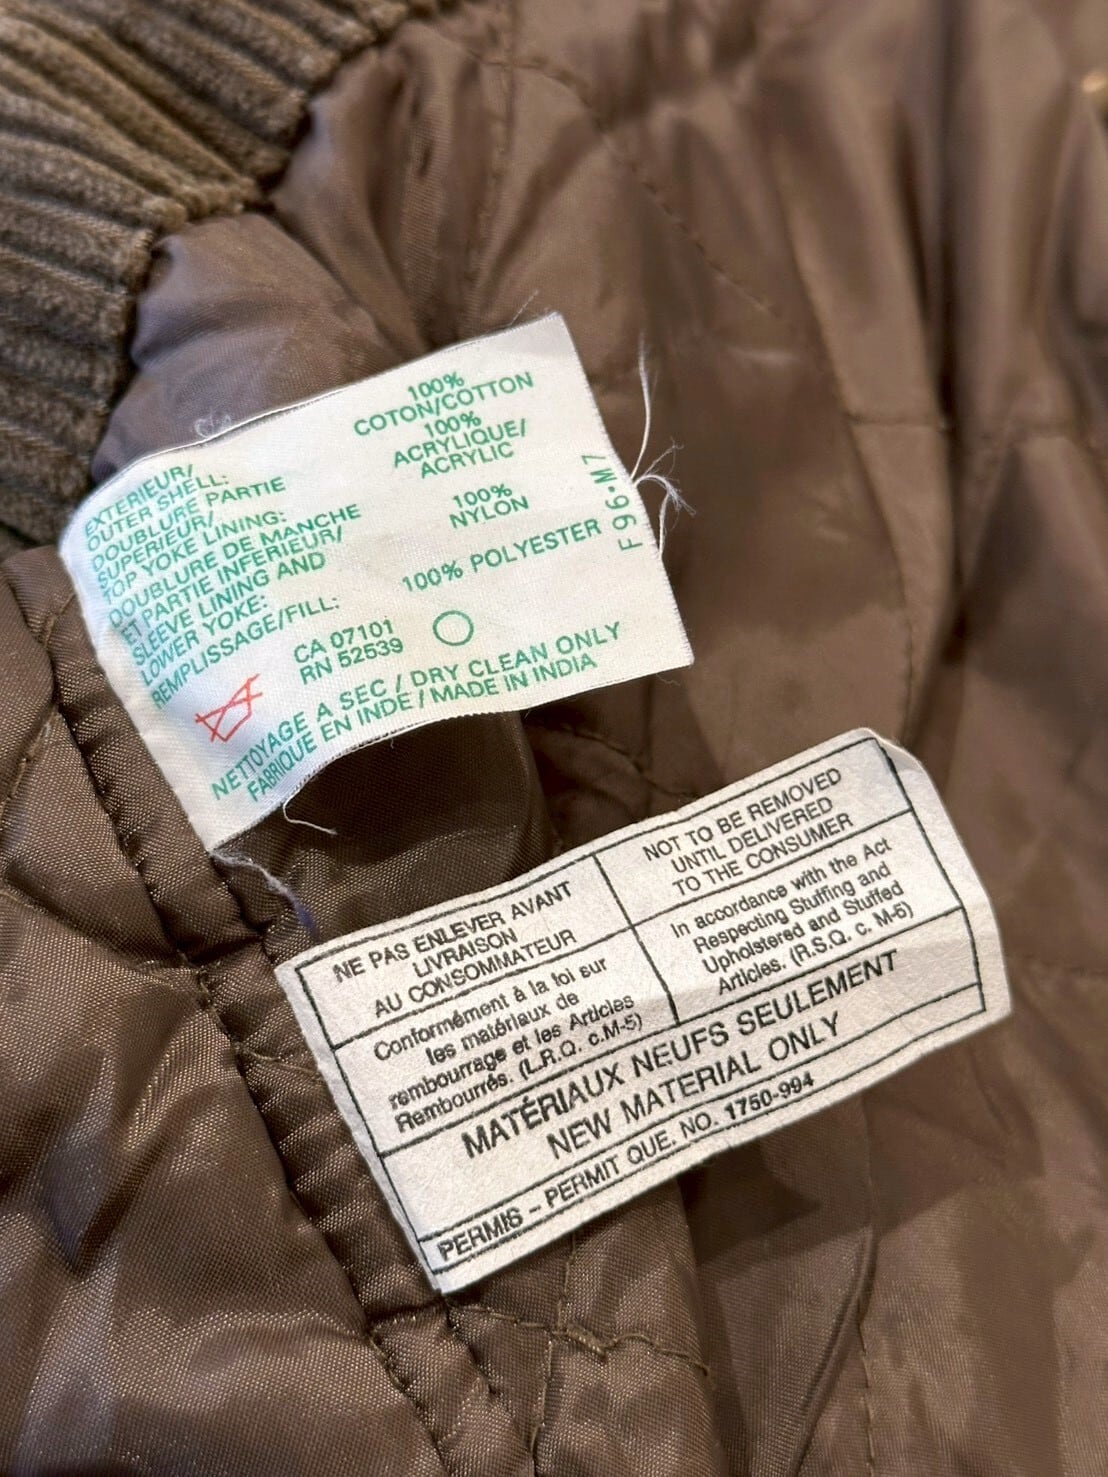 EXTERIEUR/
OUTER SHELL:
100%
COTON/COTTON
DOUBLURE PARTIE
SUPERIEUR/
TOP YOKE LINING:
100%
ACRYLIQUE/
ACRYLIC
DOUBLURE DE MANCHE
ET PARTIE INFERIEUR/
SLEEVE LINING AND
LOWER YOKE:
100%
NYLON
REMPLISSAGE/FILL:
100% POLYESTER
F96-M7
CA 07101
RN 52539
NETTOYAGE A SEC / DRY CLEAN ONLY
FABRIQUE EN INDE / MADE IN INDIA
NE PAS ENLEVER AVANT
LIVRAISON
AU CONSOMMATEUR
NOT TO BE REMOVED
UNTIL DELIVERED
TO THE CONSUMER
Conformément à la loi sur
les matériaux de
rembourrage et les Articles
Rembourrés. (L.R.Q. c.M-5)
In accordance with the Act
Respecting Stuffing and
Upholstered and Stuffed
Articles. (R.S.Q. c. M-5)
MATÉRIAUX NEUFS SEULEMENT
NEW MATERIAL ONLY
PERMIS - PERMIT QUE. NO. 1750-994